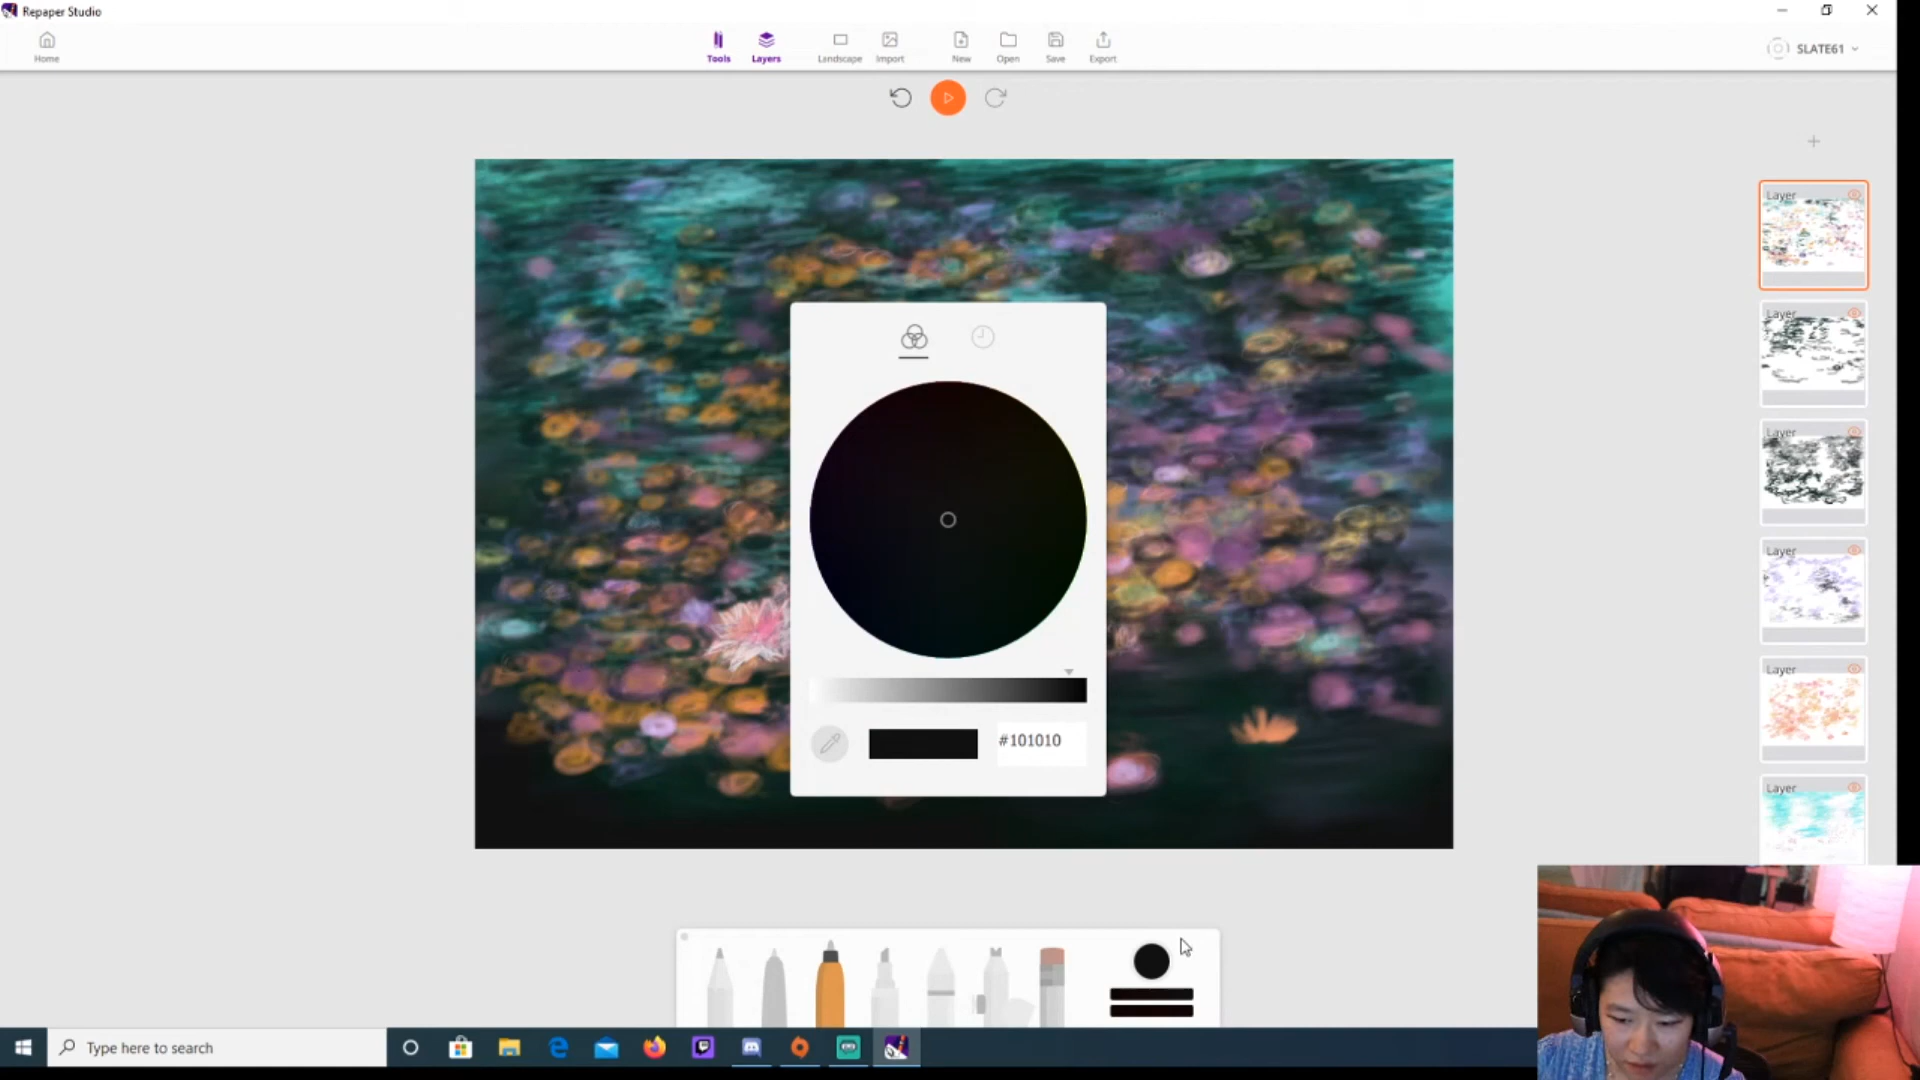 Repaper Studio
Home
Tools
Layers
Landscape
Import
New
Open
Save
Export
SLATE61
Layer
Layer
Layer
Layer
Layer
Layer
#101010
Type here to search